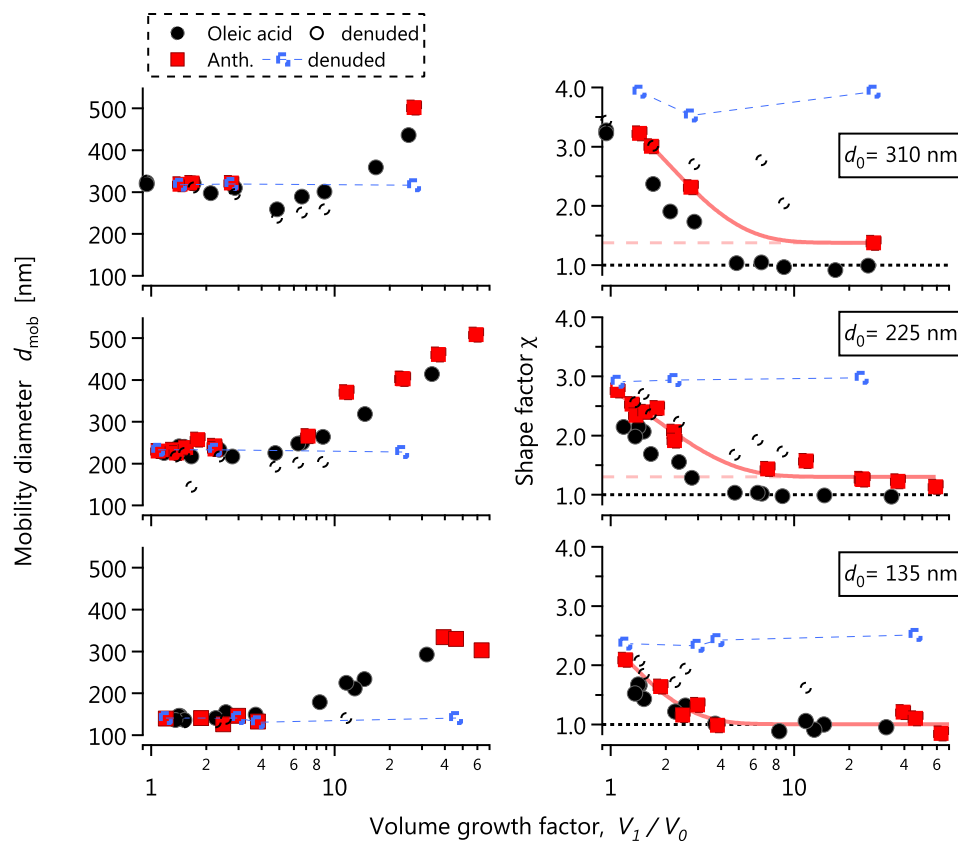 Oleic acid denuded
Anth. denuded
Mobility diameter d_mob [nm]
500
400
300
200
100
500
400
300
200
100
500
400
300
200
100
1 2 4 6 8 10 2 4 6
Shape factor χ
4.0
3.0
2.0
1.0
d_0= 310 nm
4.0
3.0
2.0
1.0
d_0= 225 nm
4.0
3.0
2.0
1.0
d_0= 135 nm
1 2 4 6 8 10 2 4 6
Volume growth factor, V_1 / V_0